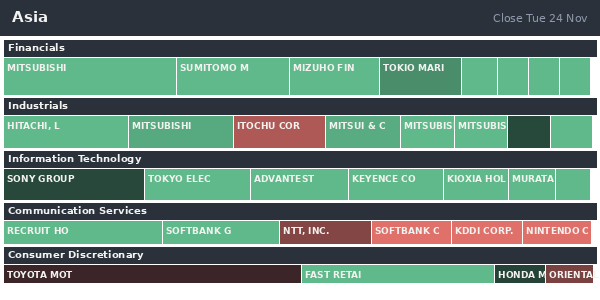 Asia
Close Tue 24 Nov
Financials
MITSUBISHI
SUMITOMO M
MIZUHO FIN
TOKIO MARI
Industrials
HITACHI, L
MITSUBISHI
ITOCHU COR
MITSUI & C
MITSUBIS
MITSUBIS
Information Technology
SONY GROUP
TOKYO ELEC
ADVANTEST
KEYENCE CO
KIOXIA HOL
MURATA
Communication Services
RECRUIT HO
SOFTBANK G
NTT, INC.
SOFTBANK C
KDDI CORP.
NINTENDO C
Consumer Discretionary
TOYOTA MOT
FAST RETAI
HONDA M
ORIENTA